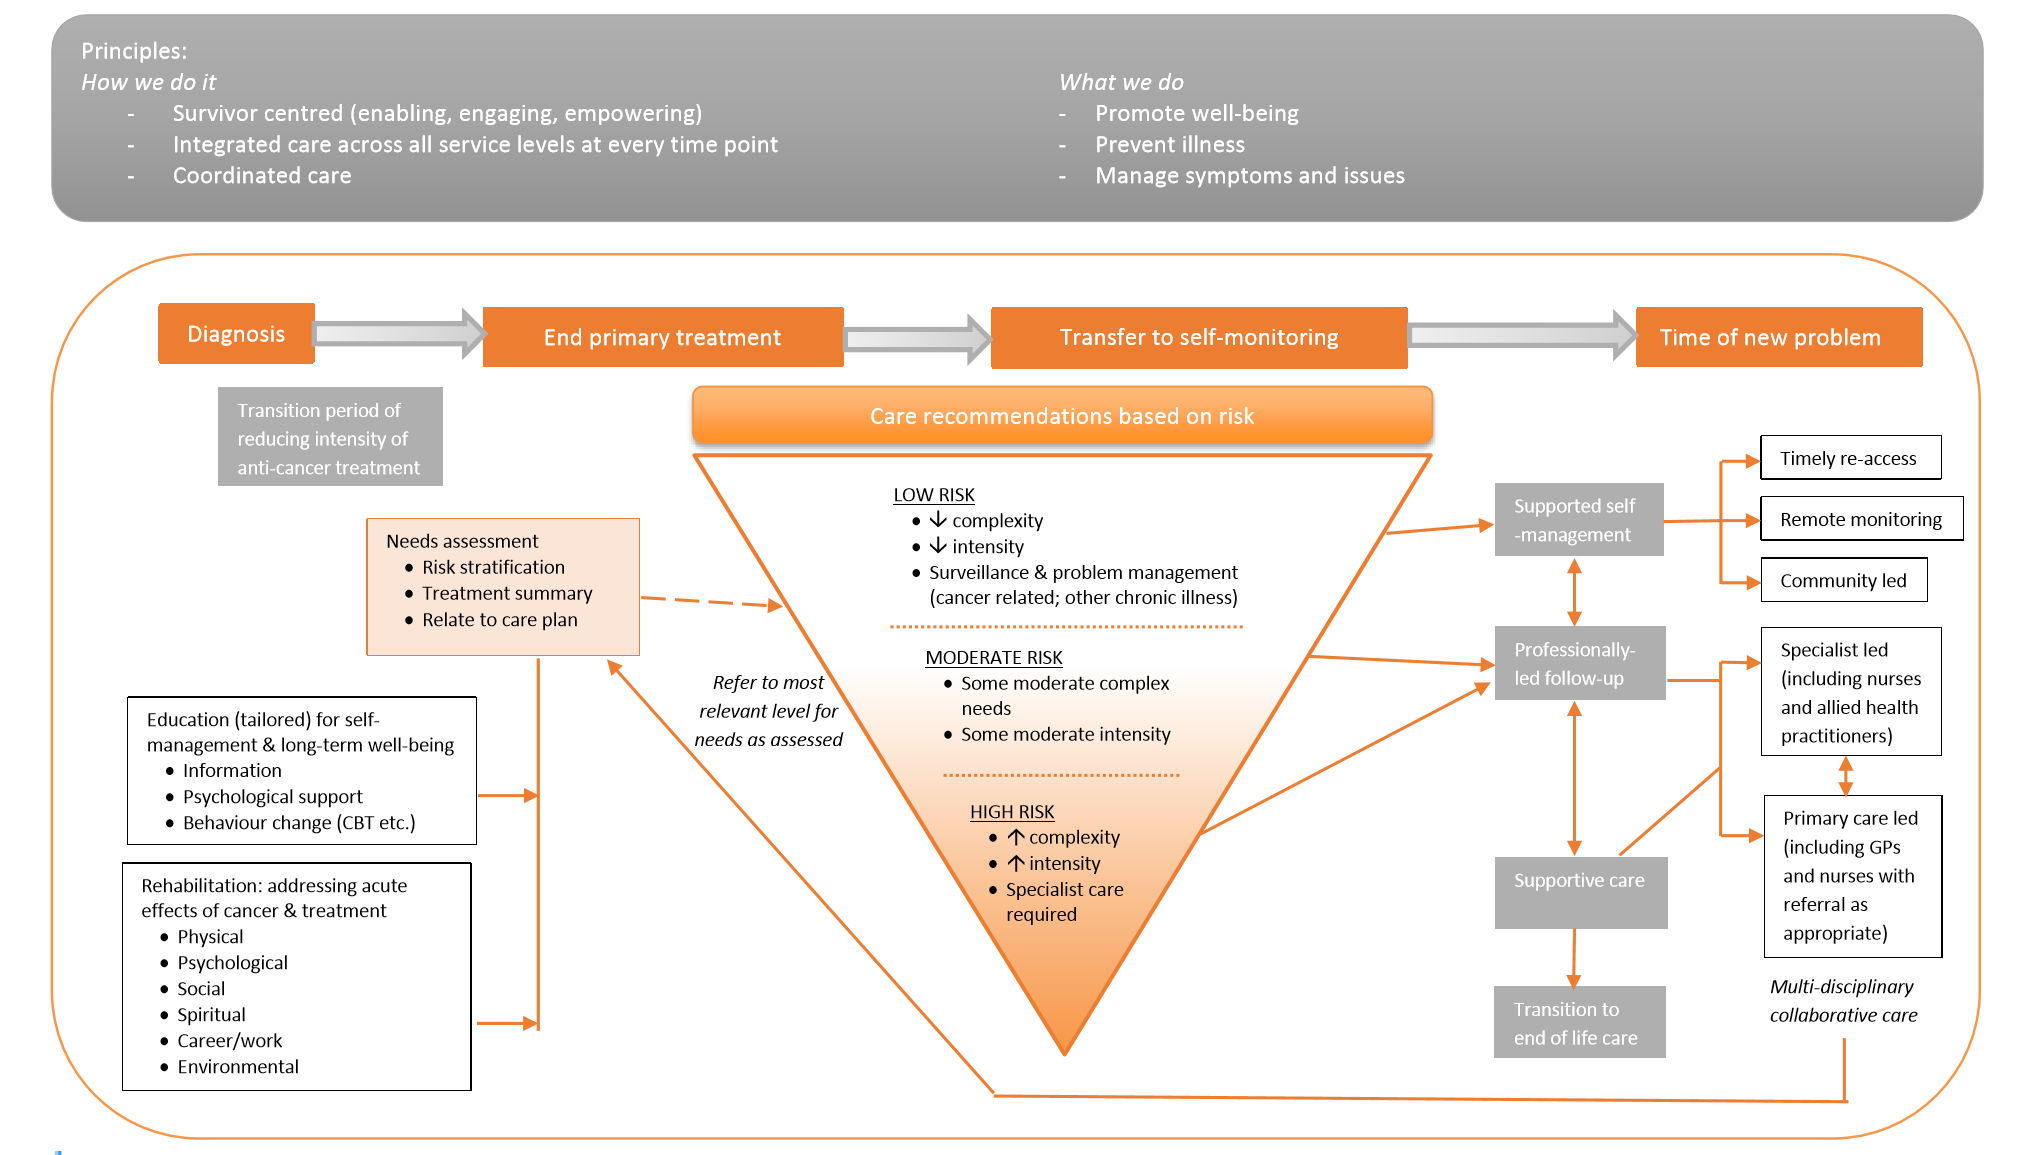 Principles:
How we do it
- Survivor centred (enabling, engaging, empowering)
- Integrated care across all service levels at every time point
- Coordinated care
What we do
- Promote well-being
- Prevent illness
- Manage symptoms and issues
Diagnosis
End primary treatment
Transfer to self-monitoring
Time of new problem
Transition period of
reducing intensity of
anti-cancer treatment
Care recommendations based on risk
Needs assessment
• Risk stratification
• Treatment summary
• Relate to care plan
Education (tailored) for self-
management & long-term well-being
• Information
• Psychological support
• Behaviour change (CBT etc.)
Rehabilitation: addressing acute
effects of cancer & treatment
• Physical
• Psychological
• Social
• Spiritual
• Career/work
• Environmental
Refer to most
relevant level for
needs as assessed
LOW RISK
• ↓ complexity
• ↓ intensity
• Surveillance & problem management
(cancer related; other chronic illness)
MODERATE RISK
• Some moderate complex
needs
• Some moderate intensity
HIGH RISK
• ↑ complexity
• ↑ intensity
• Specialist care
required
Supported self
-management
Professionally-
led follow-up
Supportive care
Transition to
end of life care
Timely re-access
Remote monitoring
Community led
Specialist led
(including nurses
and allied health
practitioners)
Primary care led
(including GPs
and nurses with
referral as
appropriate)
Multi-disciplinary
collaborative care